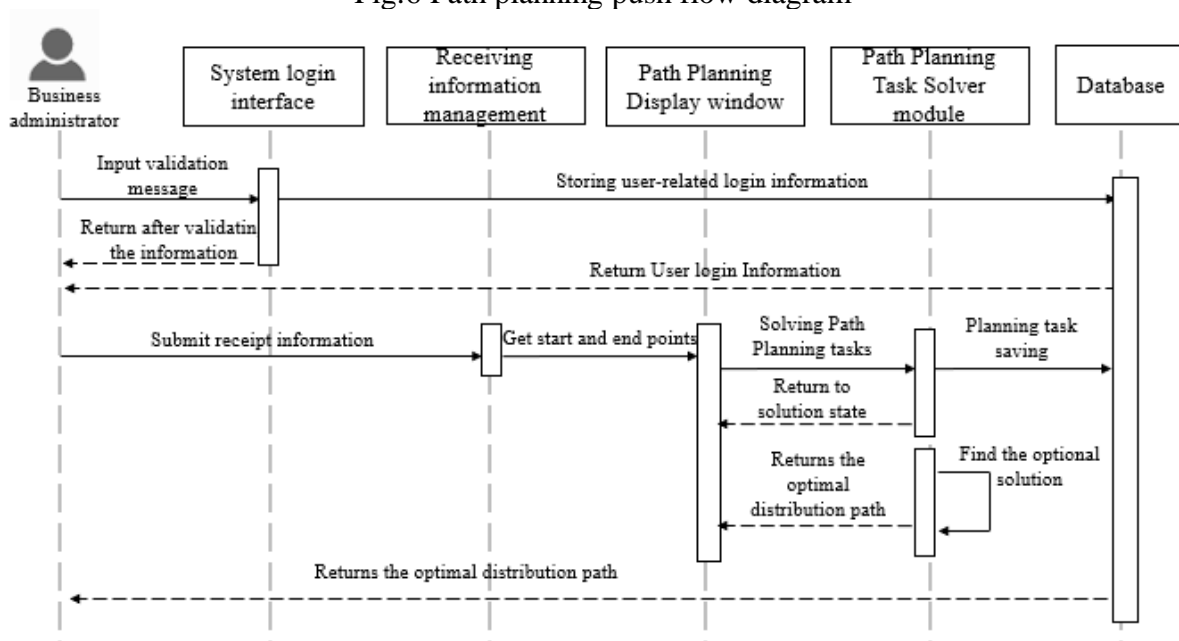 Fig.6 Path planning push flow diagram
Business
administrator
System login
interface
Receiving
information
management
Path Planning
Display window
Path Planning
Task Solver
module
Database
Input validation
message
Storing user-related login information
Return after validatin
the information
Return User login Information
Submit receipt information
Get start and end points
Solving Path
Planning tasks
Planning task
saving
Return to
solution state
Returns the
optimal
distribution path
Find the optional
solution
Returns the optimal distribution path